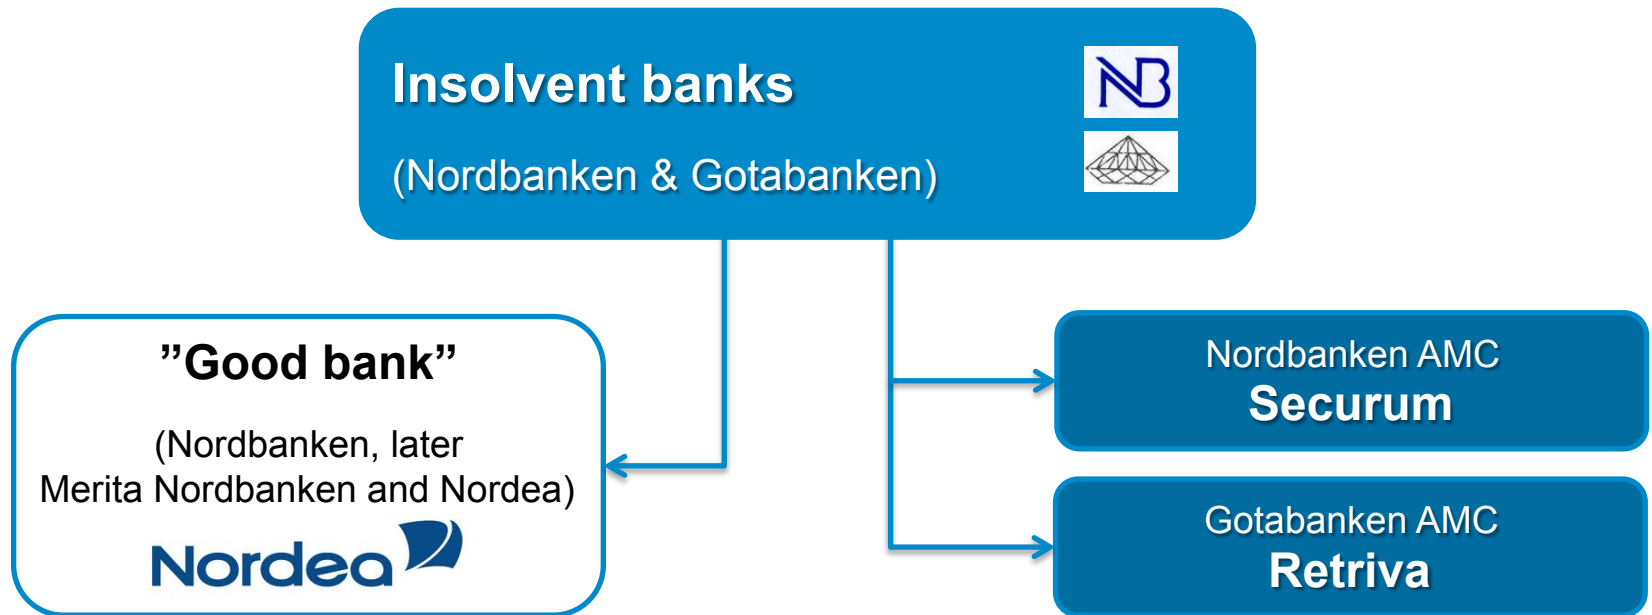 Insolvent banks
NB
(Nordbanken & Gotabanken)
”Good bank”
(Nordbanken, later
Merita Nordbanken and Nordea)
Nordea
Nordbanken AMC
Securum
Gotabanken AMC
Retriva